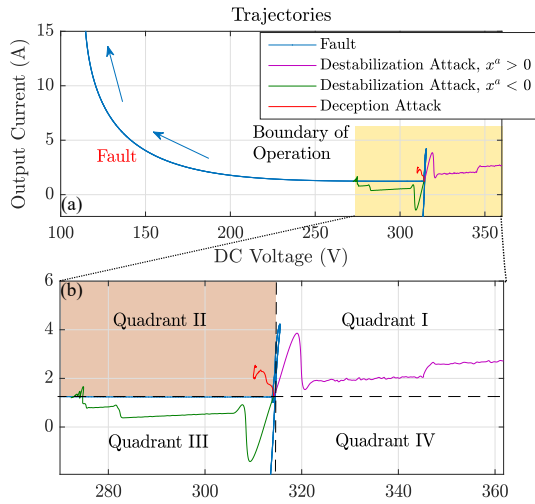 Trajectories
Output Current (A)
15
10
5
0
Fault
Destabilization Attack, xᵃ > 0
Destabilization Attack, xᵃ < 0
Deception Attack
Boundary of
Operation
Fault
(a)
100
150
200
250
300
350
DC Voltage (V)
(b)
6
4
2
0
Quadrant II
Quadrant I
Quadrant III
Quadrant IV
280
300
320
340
360